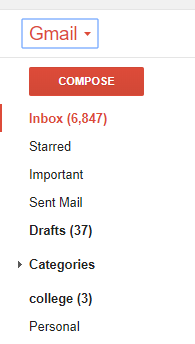 Gmail
COMPOSE
Inbox (6,847)
Starred
Important
Sent Mail
Drafts (37)
Categories
college (3)
Personal